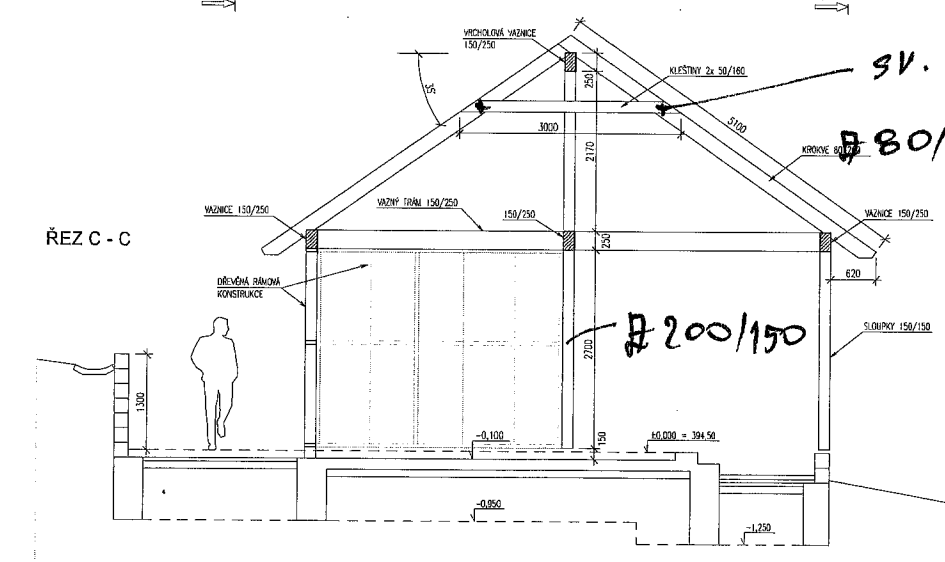 VRCHOLOVÁ VAZNICE
150/250
KLEŠTINY 2x 50/160
SV.
35
250
3000
5100
2170
KROKVE 80/
80/
VAZNICE 150/250
VAZNÝ TRÁM 150/250
150/250
VAZNICE 150/250
ŘEZ C - C
250
620
DŘEVĚNÁ RÁMOVÁ
KONSTRUKCE
200/150
SLOUPKY 150/150
2700
1300
-0,100
150
±0,000 = 394,50
-0,950
-1,250